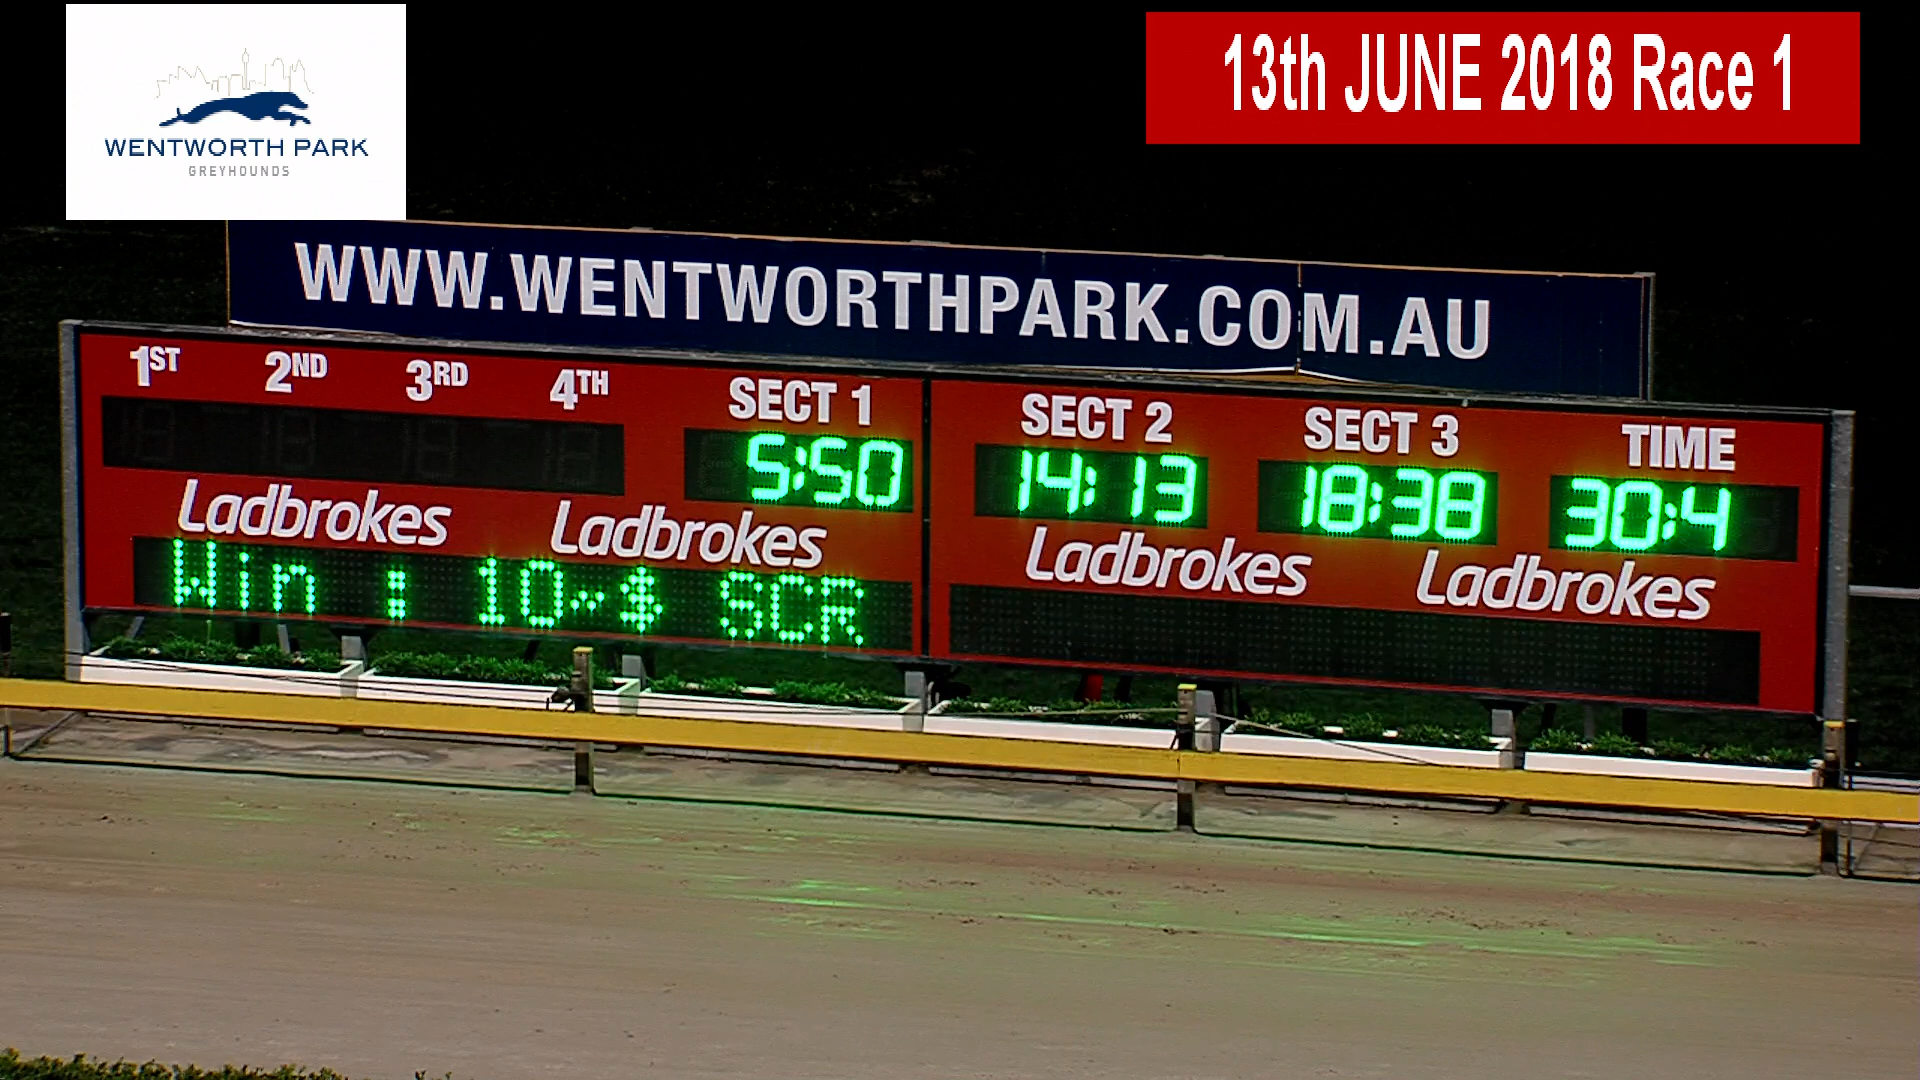 WENTWORTH PARK
GREYHOUNDS
13th JUNE 2018 Race 1
WWW.WENTWORTHPARK.COM.AU
1ST 2ND 3RD 4TH SECT 1 SECT 2 SECT 3 TIME
5:50 14:13 18:38 30:4
Ladbrokes Ladbrokes Ladbrokes Ladbrokes
Win : 10~$ SCR